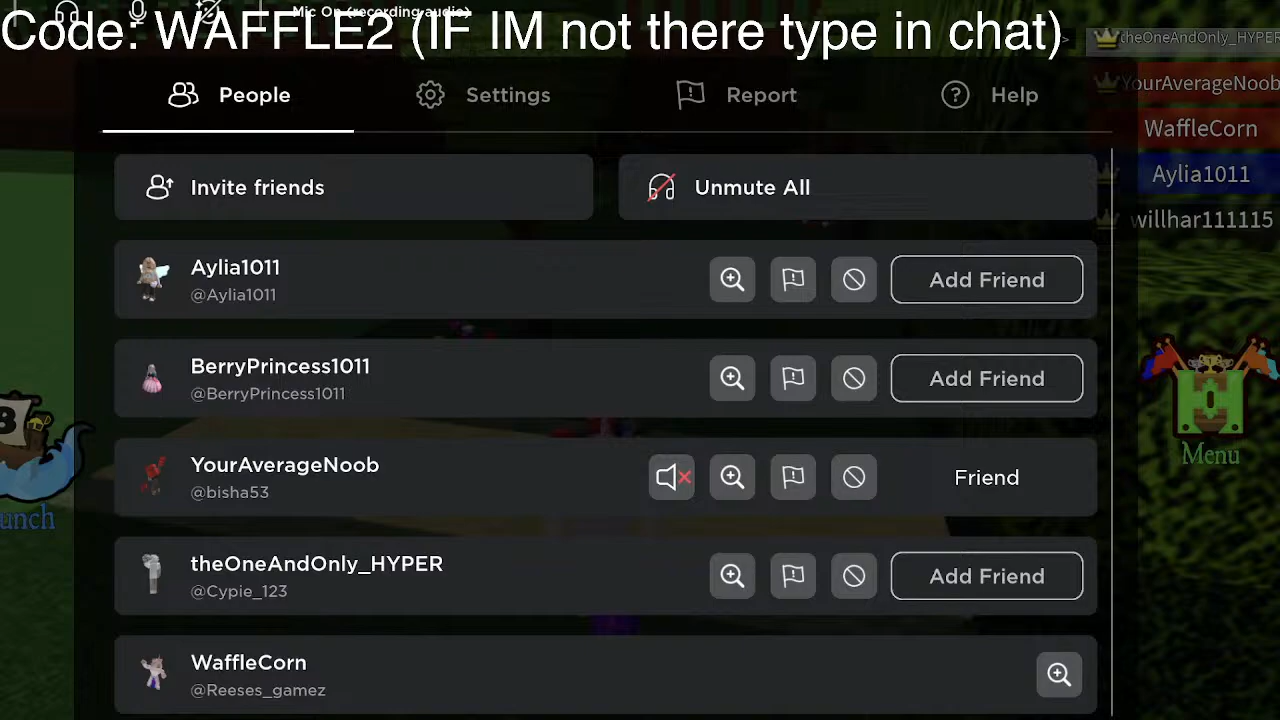 Mic On (recording audio)
Code: WAFFLE2 (IF IM not there type in chat)
theOneAndOnly_HYPER
People
Settings
Report
Help
YourAverageNoob
WaffleCorn
Aylia1011
willhar111115
Invite friends
Unmute All
Aylia1011
@Aylia1011
Add Friend
BerryPrincess1011
@BerryPrincess1011
Add Friend
YourAverageNoob
@bisha53
Friend
theOneAndOnly_HYPER
@Cypie_123
Add Friend
WaffleCorn
@Reeses_gamez
Menu
unch